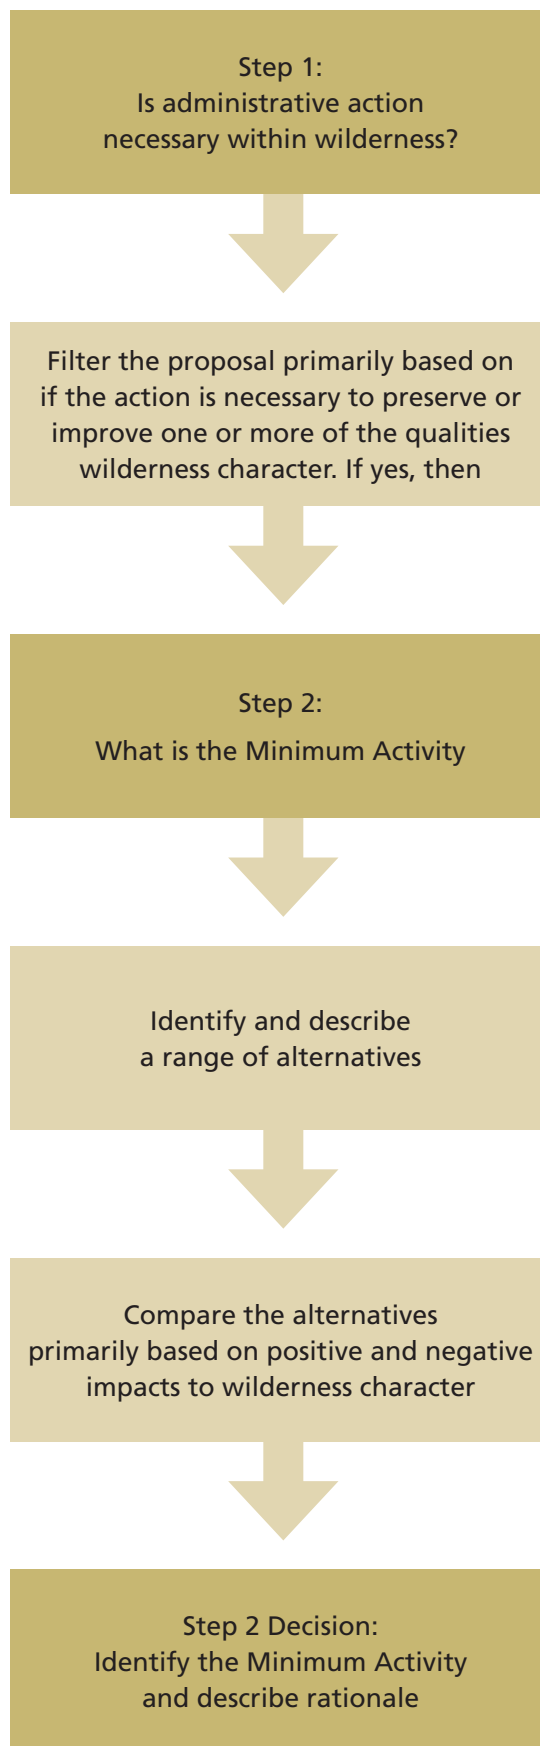 Step 1:
Is administrative action
necessary within wilderness?
Filter the proposal primarily based on
if the action is necessary to preserve or
improve one or more of the qualities
wilderness character. If yes, then
Step 2:
What is the Minimum Activity
Identify and describe
a range of alternatives
Compare the alternatives
primarily based on positive and negative
impacts to wilderness character
Step 2 Decision:
Identify the Minimum Activity
and describe rationale